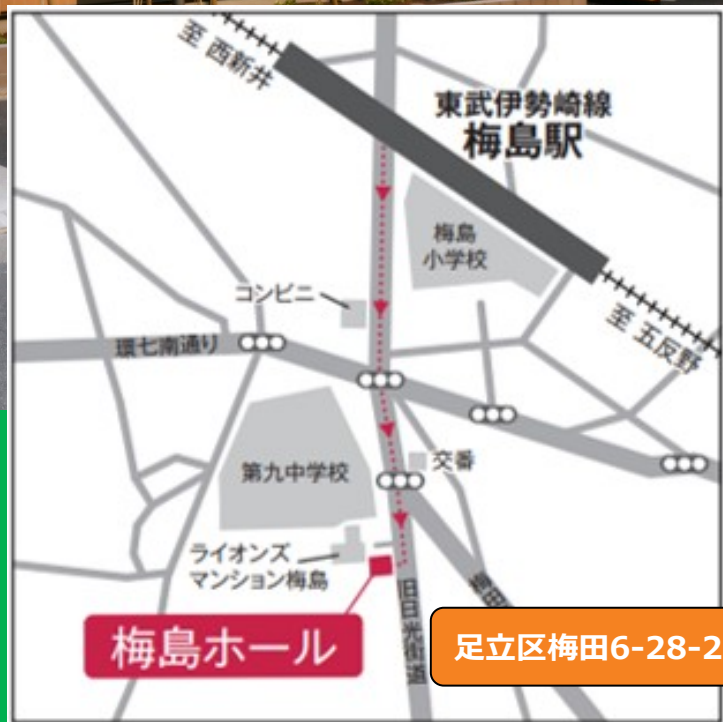 至 西新井
東武伊勢崎線
梅島駅
梅島
小学校
コンビニ
至 五反野
環七南通り
第九中学校
交番
ライオンズ
マンション梅島
梅島ホール
旧日光街道
足立区梅田6-28-2